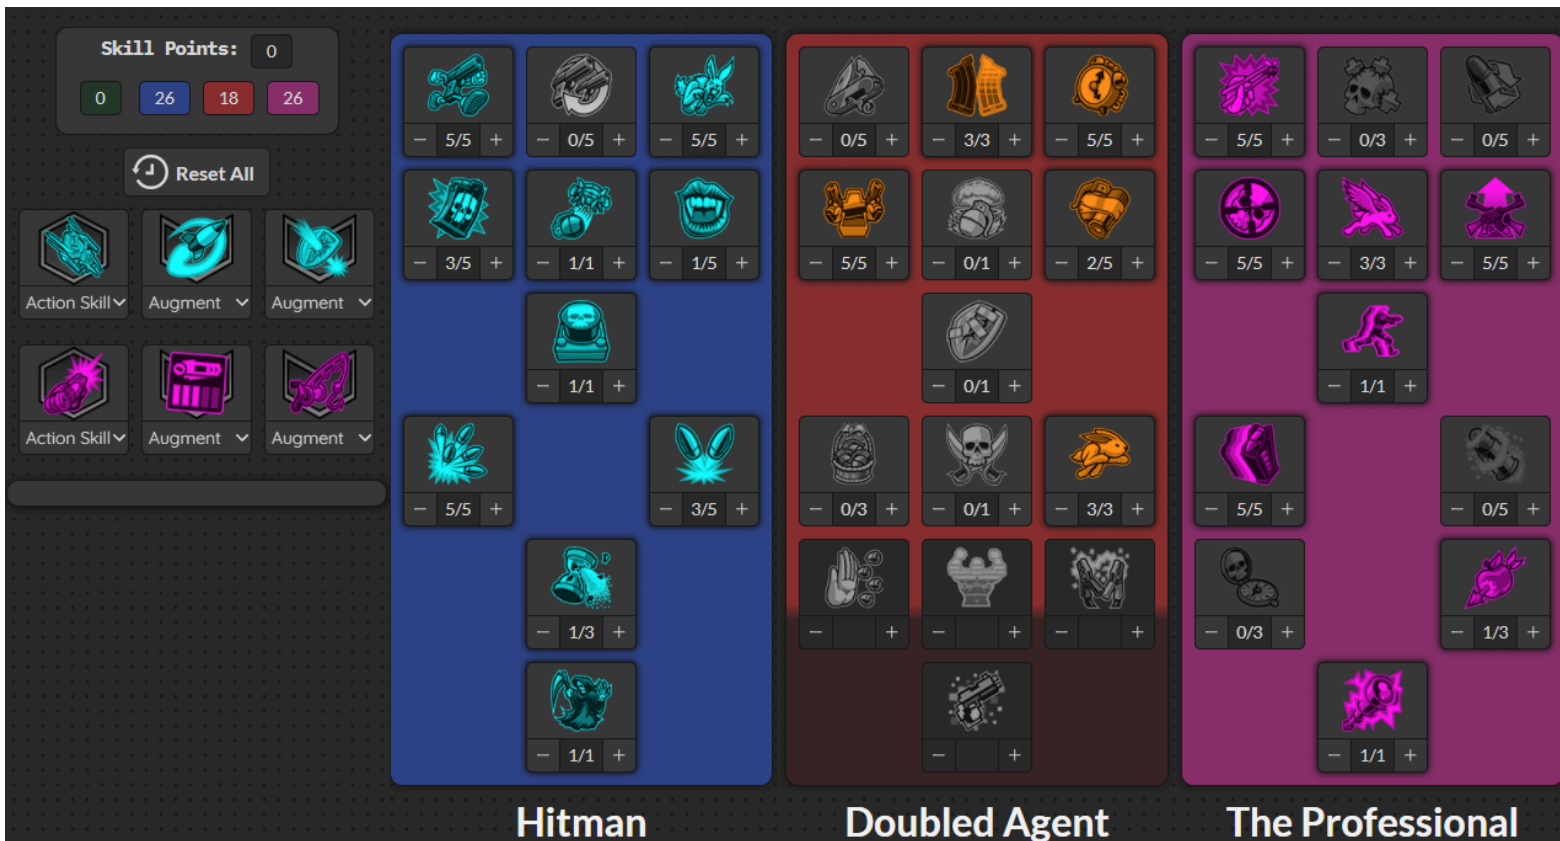 Skill Points: 0
0 26 18 26
Reset All
Action Skill Augment Augment
Action Skill Augment Augment
− 5/5 + − 0/5 + − 5/5 +
− 3/5 + − 1/1 + − 1/5 +
− 1/1 +
− 5/5 + − 3/5 +
− 1/3 +
− 1/1 +
Hitman
− 0/5 + − 3/3 + − 5/5 +
− 5/5 + − 0/1 + − 2/5 +
− 0/1 +
− 0/3 + − 0/1 + − 3/3 +
− + − + − +
− +
Doubled Agent
− 5/5 + − 0/3 + − 0/5 +
− 5/5 + − 3/3 + − 5/5 +
− 1/1 +
− 5/5 + − 0/5 +
− 0/3 + − 1/3 +
− 1/1 +
The Professional